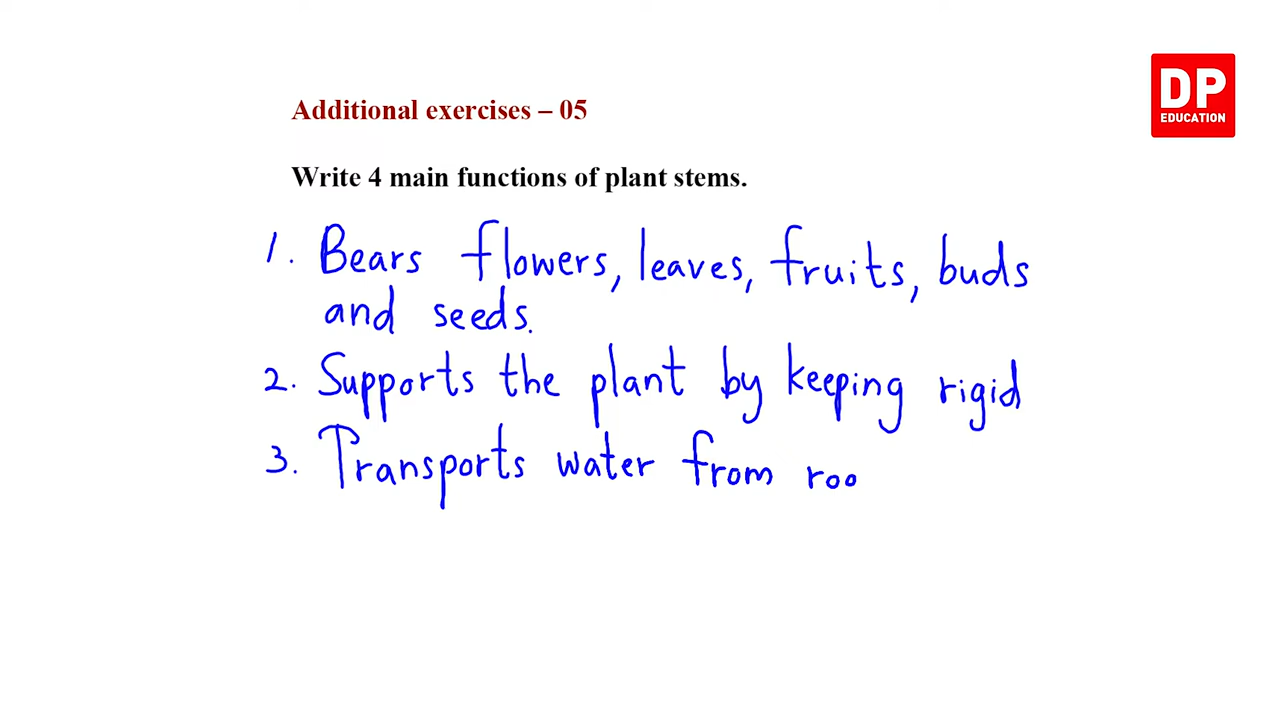 DP
EDUCATION
Additional exercises – 05
Write 4 main functions of plant stems.
1. Bears flowers, leaves, fruits, buds
and seeds.
2. Supports the plant by keeping rigid
3. Transports water from roo